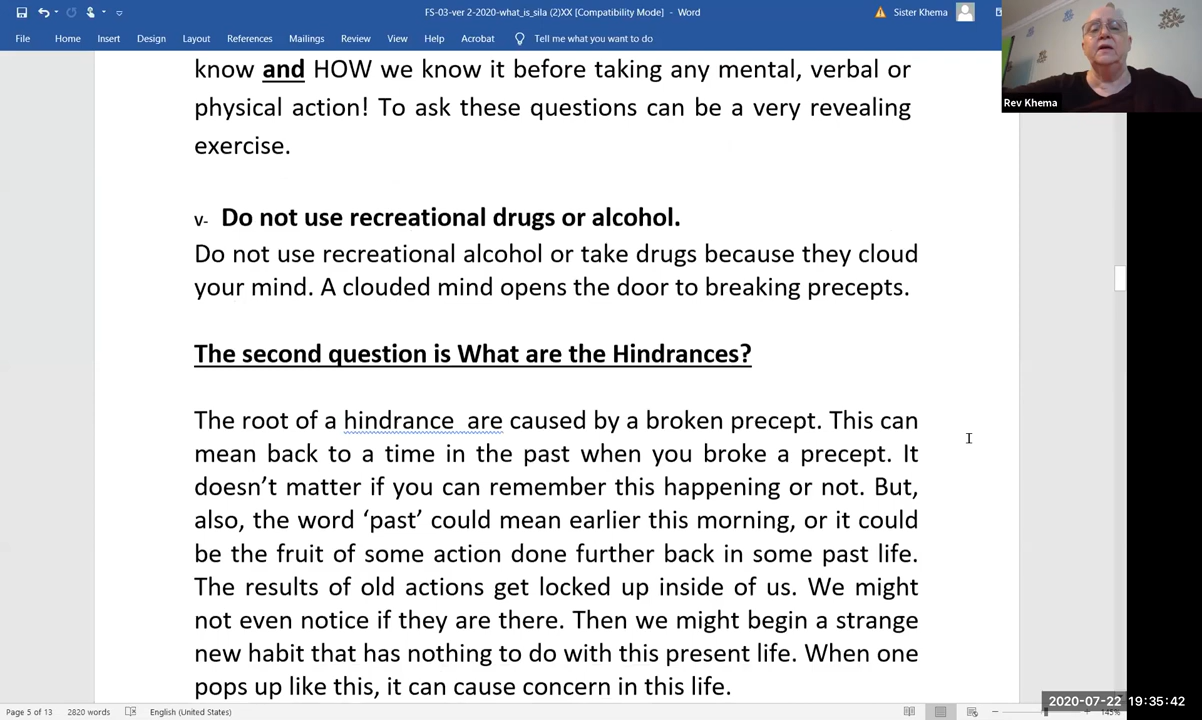 FS-03-ver 2-2020-what_is_sila (2)XX [Compatibility Mode] - Word
Sister Khema
File Home Insert Design Layout References Mailings Review View Help Acrobat Tell me what you want to do
Rev Khema
know and HOW we know it before taking any mental, verbal or
physical action! To ask these questions can be a very revealing
exercise.
V- Do not use recreational drugs or alcohol.
Do not use recreational alcohol or take drugs because they cloud
your mind. A clouded mind opens the door to breaking precepts.
The second question is What are the Hindrances?
The root of a hindrance are caused by a broken precept. This can
mean back to a time in the past when you broke a precept. It
doesn’t matter if you can remember this happening or not. But,
also, the word ‘past’ could mean earlier this morning, or it could
be the fruit of some action done further back in some past life.
The results of old actions get locked up inside of us. We might
not even notice if they are there. Then we might begin a strange
new habit that has nothing to do with this present life. When one
pops up like this, it can cause concern in this life.
Page 5 of 13 2820 words English (United States) 145%
2020-07-22 19:35:42